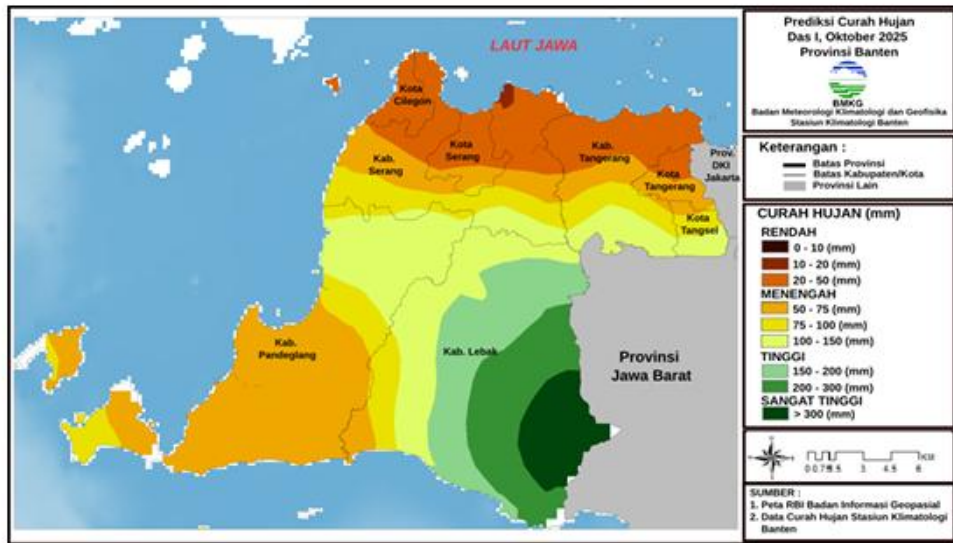 LAUT JAWA
Kota
Cilegon
Kota
Serang
Kab.
Serang
Kab.
Tangerang
Kota
Tangerang
Prov.
DKI
Jakarta
Kota
Tangsel
Kab.
Pandeglang
Kab. Lebak
Provinsi
Jawa Barat
Prediksi Curah Hujan
Das I, Oktober 2025
Provinsi Banten
BMKG
Badan Meteorologi Klimatologi dan Geofisika
Stasiun Klimatologi Banten
Keterangan :
Batas Provinsi
Batas Kabupaten/Kota
Provinsi Lain
CURAH HUJAN (mm)
RENDAH
0 - 10 (mm)
10 - 20 (mm)
20 - 50 (mm)
MENENGAH
50 - 75 (mm)
75 - 100 (mm)
100 - 150 (mm)
TINGGI
150 - 200 (mm)
200 - 300 (mm)
SANGAT TINGGI
> 300 (mm)
3 4.5 6
SUMBER :
1. Peta RBI Badan Informasi Geopasial
2. Data Curah Hujan Stasiun Klimatologi
Banten